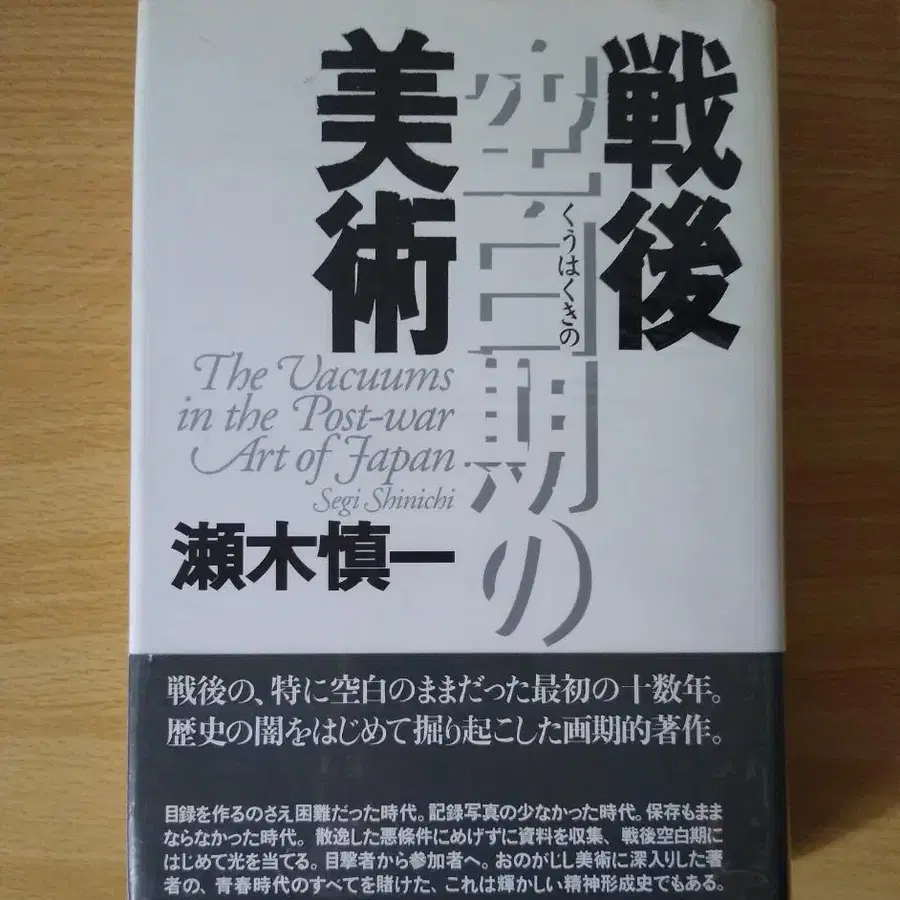 戦後
空白期の
くうはくきの
美術
The Vacuums
in the Post-war
Art of Japan
Segi Shinichi
瀬木慎一
戦後の、特に空白のままだった最初の十数年。
歴史の闇をはじめて掘り起こした画期的著作。
目録を作るのさえ困難だった時代。記録写真の少なかった時代。保存もまま
ならなかった時代。散逸した悪条件にめげずに資料を収集、戦後空白期に
はじめて光を当てる。目撃者から参加者へ。おのがじし美術に深入りした著
者の、青春時代のすべてを賭けた、これは輝かしい精神形成史でもある。